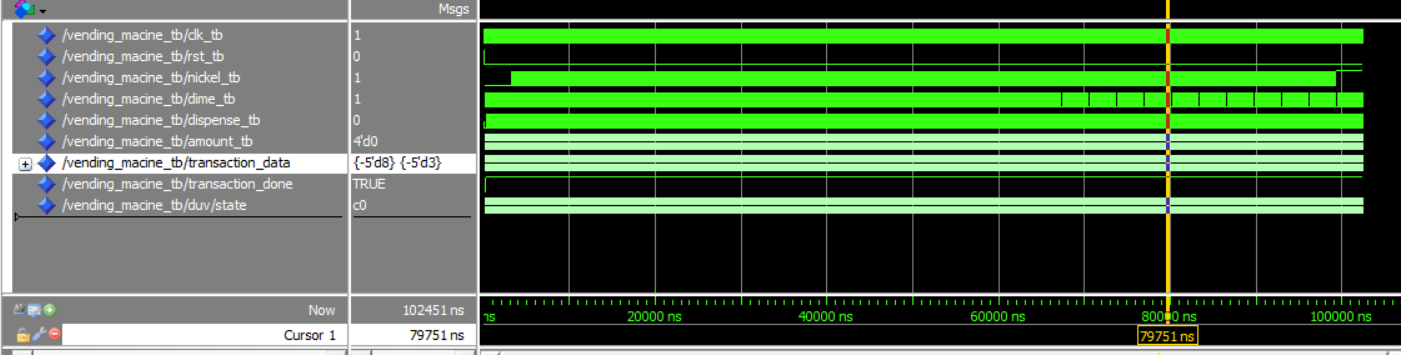 Msgs
/vending_macine_tb/clk_tb 1
/vending_macine_tb/rst_tb 0
/vending_macine_tb/nickel_tb 1
/vending_macine_tb/dime_tb 1
/vending_macine_tb/dispense_tb 0
/vending_macine_tb/amount_tb 4'd0
/vending_macine_tb/transaction_data {-5'd8} {-5'd3}
/vending_macine_tb/transaction_done TRUE
/vending_macine_tb/duv/state c0
Now 102451 ns ns 20000 ns 40000 ns 60000 ns 80000 ns 100000 ns
Cursor 1 79751 ns 79751 ns